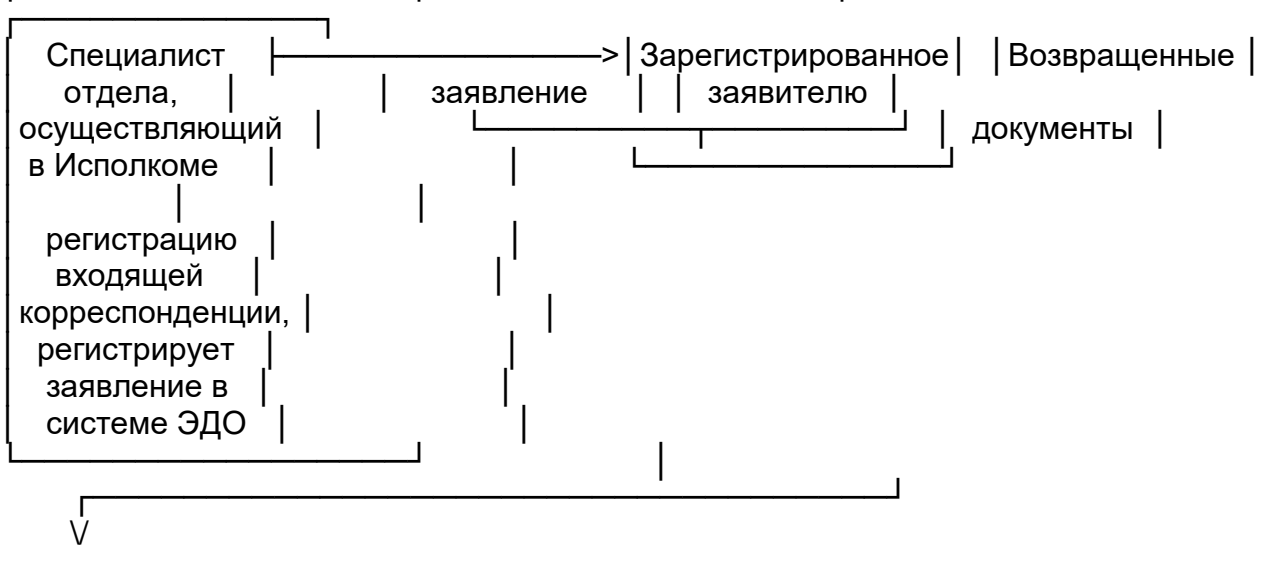 Специалист ├─────────────────>│Зарегистрированное│ │Возвращенные │
отдела, │ │ заявление │ │ заявителю │
осуществляющий │ └───────────┬──────────┘ │ документы │
в Исполкоме │ │ └────────────────┘
│ │
регистрацию │ │
входящей │ │
корреспонденции, │ │
регистрирует │ │
заявление в │ │
системе ЭДО │ │
\/